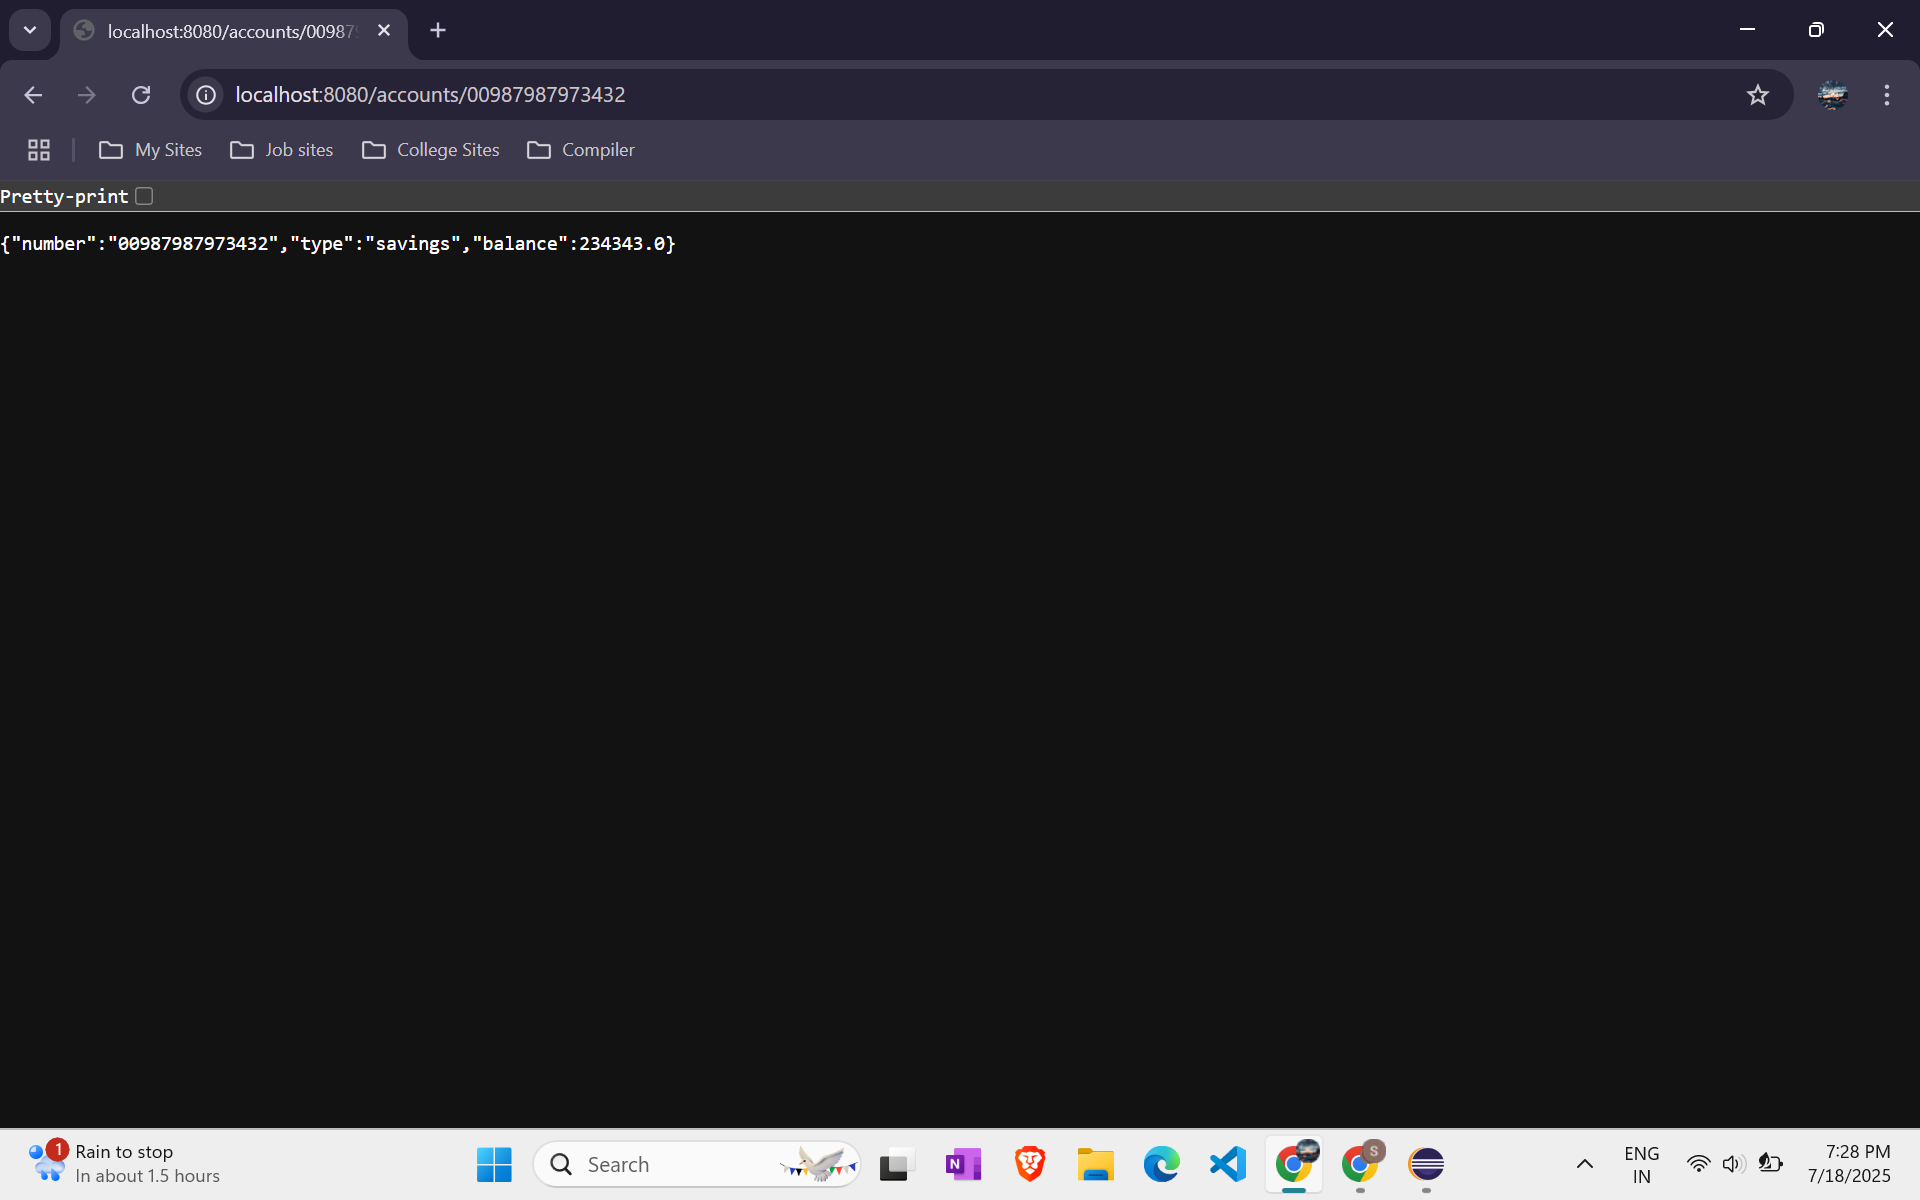 localhost:8080/accounts/00987
localhost:8080/accounts/00987987973432
My Sites
Job sites
College Sites
Compiler
Pretty-print
{"number":"00987987973432","type":"savings","balance":234343.0}
1
Rain to stop
In about 1.5 hours
Search
N
S
ENG
IN
7:28 PM
7/18/2025